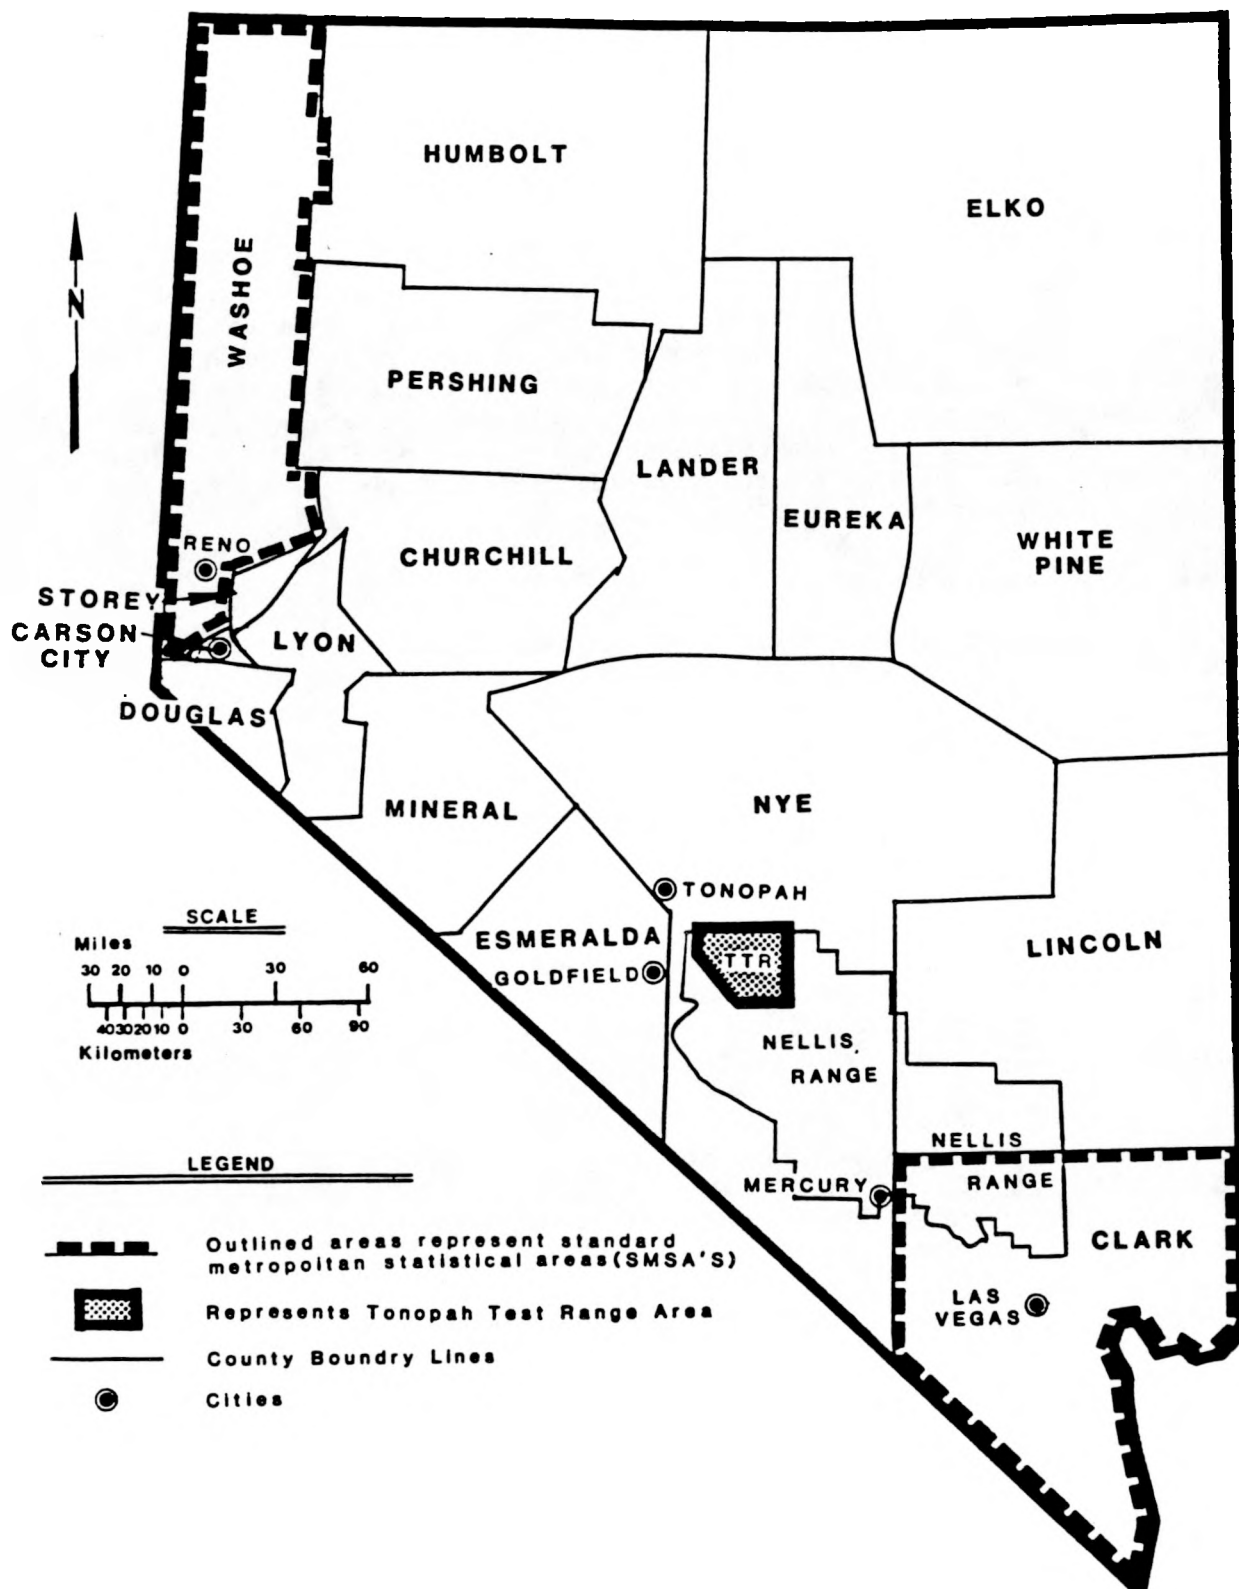 HUMBOLT
ELKO
WASHOE
N
PERSHING
LANDER
EUREKA
WHITE
PINE
RENO
CHURCHILL
STOREY
CARSON
CITY
LYON
DOUGLAS
MINERAL
NYE
TONOPAH
ESMERALDA
GOLDFIELD
TTR
LINCOLN
NELLIS
RANGE
NELLIS
RANGE
MERCURY
CLARK
LAS
VEGAS
SCALE
Miles
30 20 10 0 30 60
40 30 20 10 0 30 60 90
Kilometers
LEGEND
Outlined areas represent standard
metropoitan statistical areas (SMSA'S)
Represents Tonopah Test Range Area
County Boundry Lines
Cities